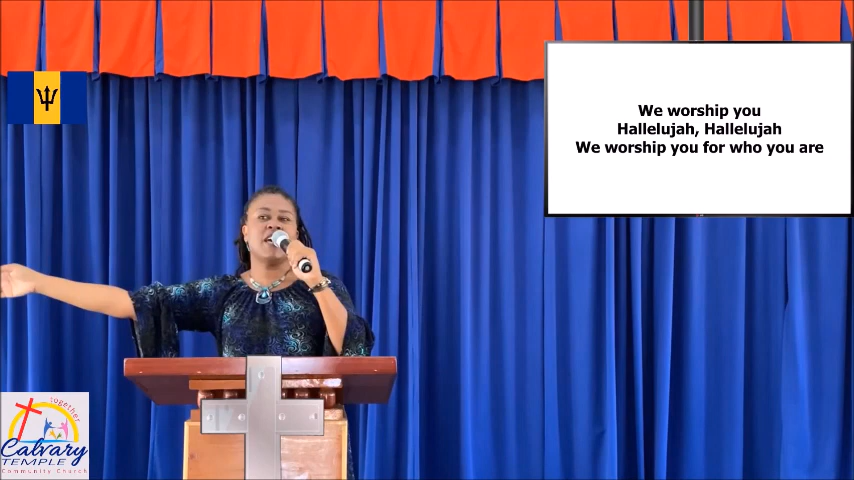 We worship you
Hallelujah, Hallelujah
We worship you for who you are
together
Calvary
TEMPLE
Community Church